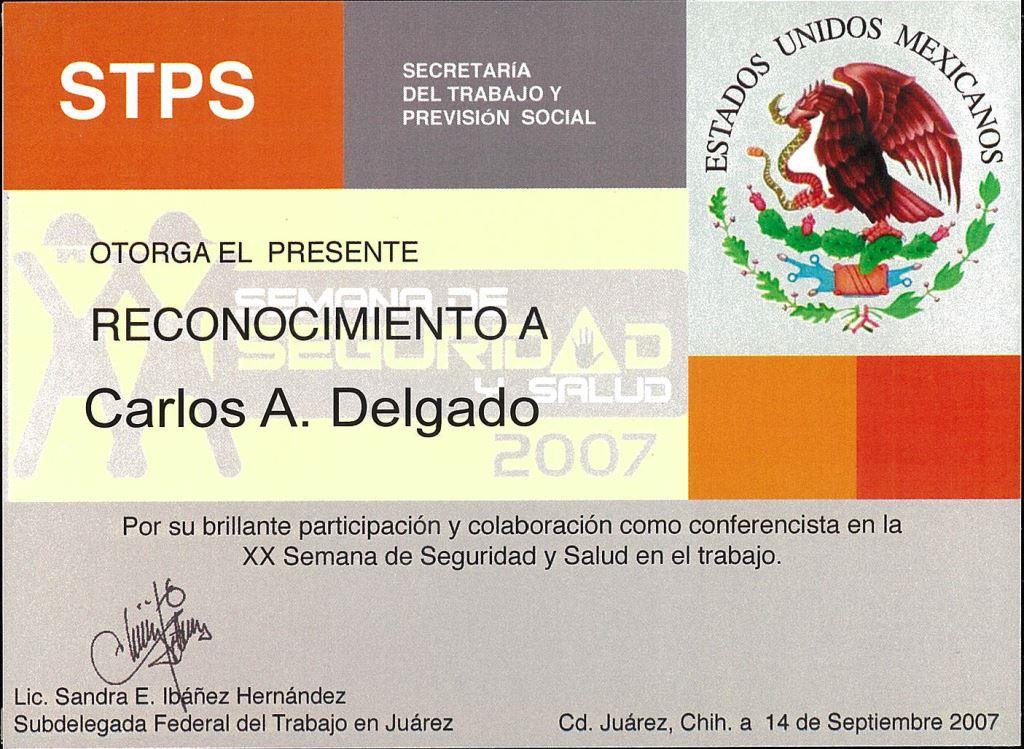 STPS
SECRETARÍA
DEL TRABAJO Y
PREVISIÓN SOCIAL
ESTADOS UNIDOS MEXICANOS
OTORGA EL PRESENTE
RECONOCIMIENTO A
Carlos A. Delgado
SEMANA DE
SEGURIDAD
Y SALUD
2007
Por su brillante participación y colaboración como conferencista en la
XX Semana de Seguridad y Salud en el trabajo.
Lic. Sandra E. Ibáñez Hernández
Subdelegada Federal del Trabajo en Juárez
Cd. Juárez, Chih. a 14 de Septiembre 2007